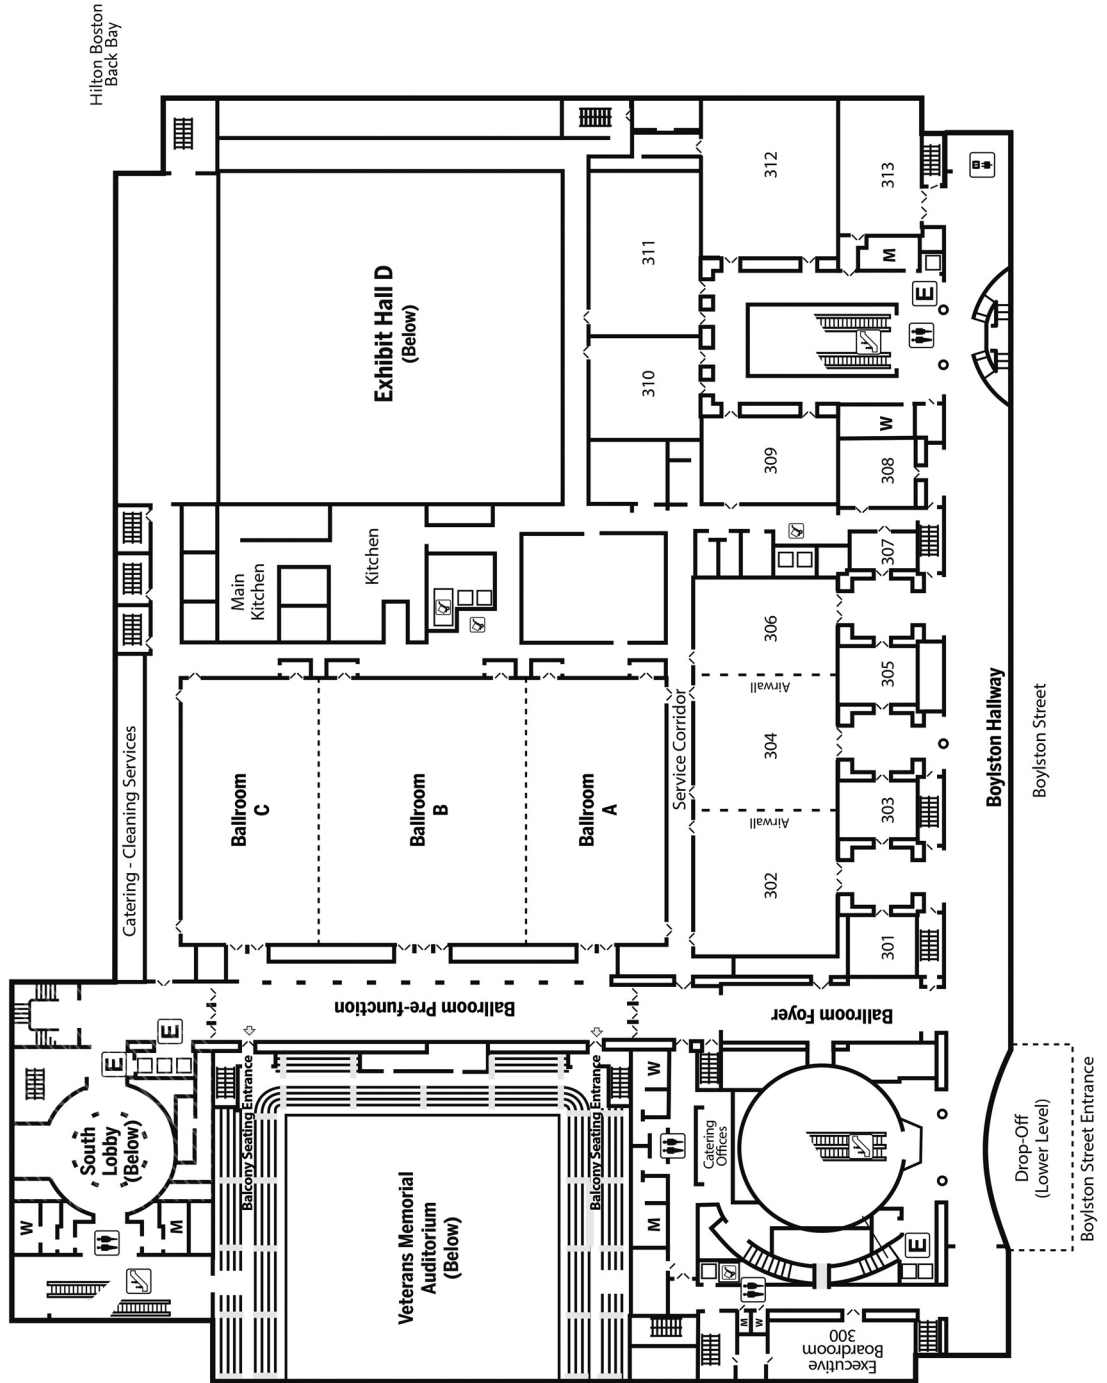 Hilton Boston
Back Bay
Exhibit Hall D
(Below)
312
313
311
M
E
310
W
309
308
Main
Kitchen
Kitchen
307
306
Airwall
305
Catering - Cleaning Services
Ballroom
C
Ballroom
B
Ballroom
A
Service Corridor
304
Airwall
303
302
301
Boylston Hallway
Boylston Street
Ballroom Pre-function
Ballroom Foyer
E
E
South
Lobby
(Below)
W
M
Balcony Seating Entrance
Balcony Seating Entrance
Veterans Memorial
Auditorium
(Below)
W
M
Catering
Offices
E
M
W
Executive
Boardroom
300
Drop-Off
(Lower Level)
Boylston Street Entrance